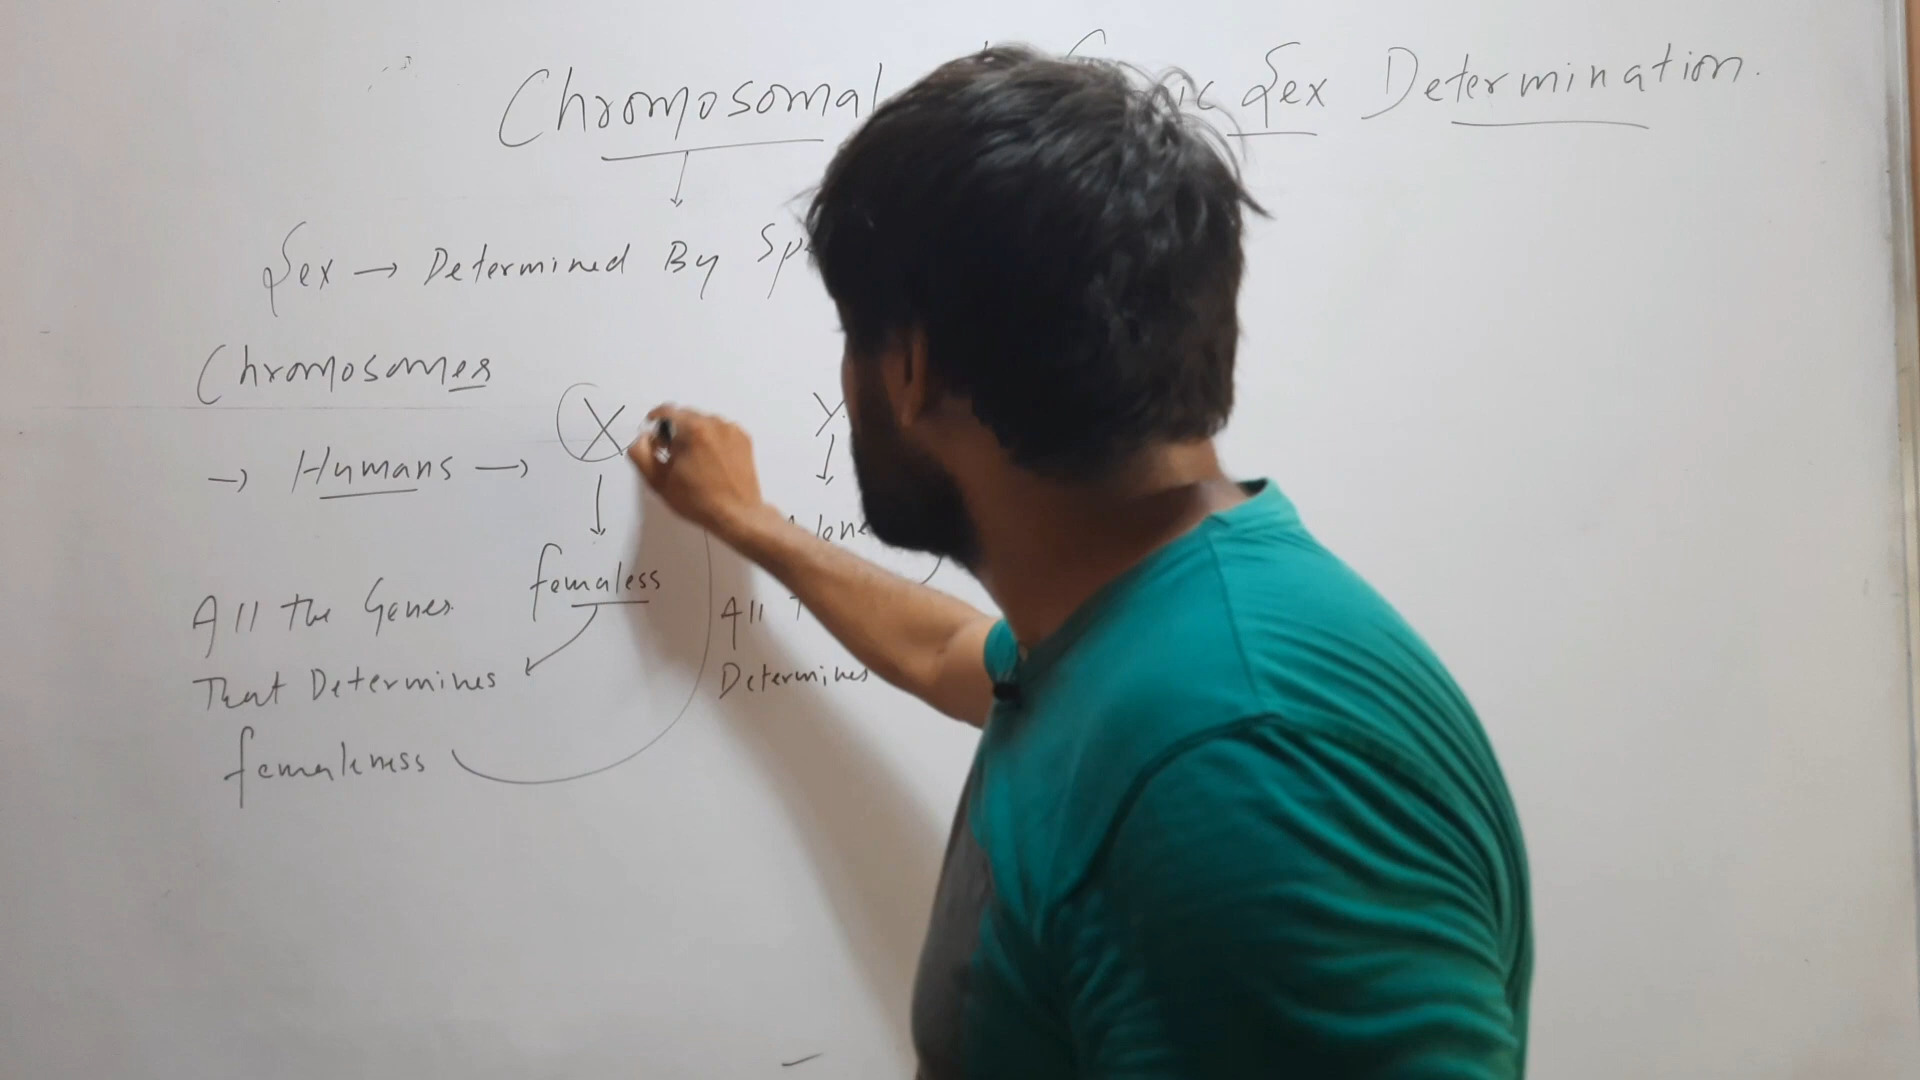 Chromosomal Sex Determination.
Sex → Determined By
Chromosomes
X Y
→ Humans →
femaless
All the Genes All
That Determines Determines
femaleness